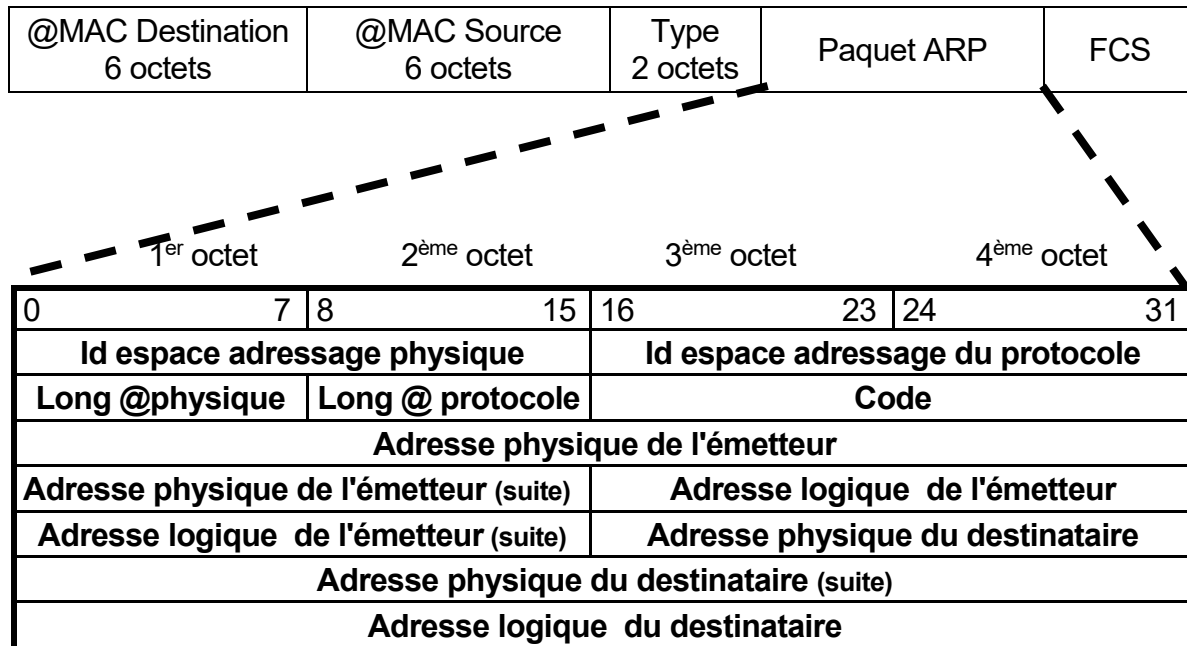 @MAC Destination @MAC Source Type Paquet ARP FCS
6 octets 6 octets 2 octets
1er octet 2ème octet 3ème octet 4ème octet
0 7 8 15 16 23 24 31
Id espace adressage physique Id espace adressage du protocole
Long @physique Long @ protocole Code
Adresse physique de l'émetteur
Adresse physique de l'émetteur (suite) Adresse logique de l'émetteur
Adresse logique de l'émetteur (suite) Adresse physique du destinataire
Adresse physique du destinataire (suite)
Adresse logique du destinataire